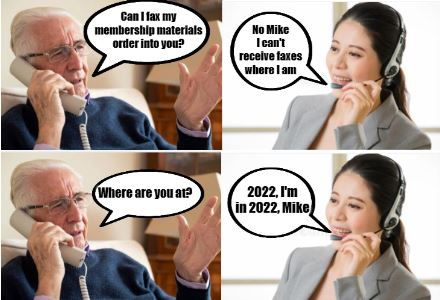 Can I fax my
membership materials
order into you?
No Mike
I can't
receive faxes
where I am
Where are you at?
2022, I'm
in 2022, Mike